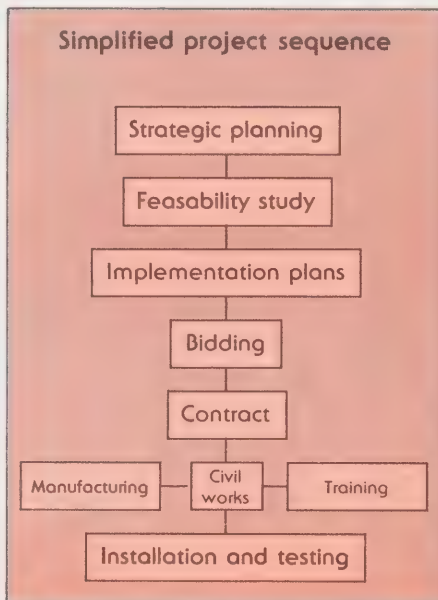 Simplified project sequence
Strategic planning
Feasability study
Implementation plans
Bidding
Contract
Manufacturing
Civil
works
Training
Installation and testing